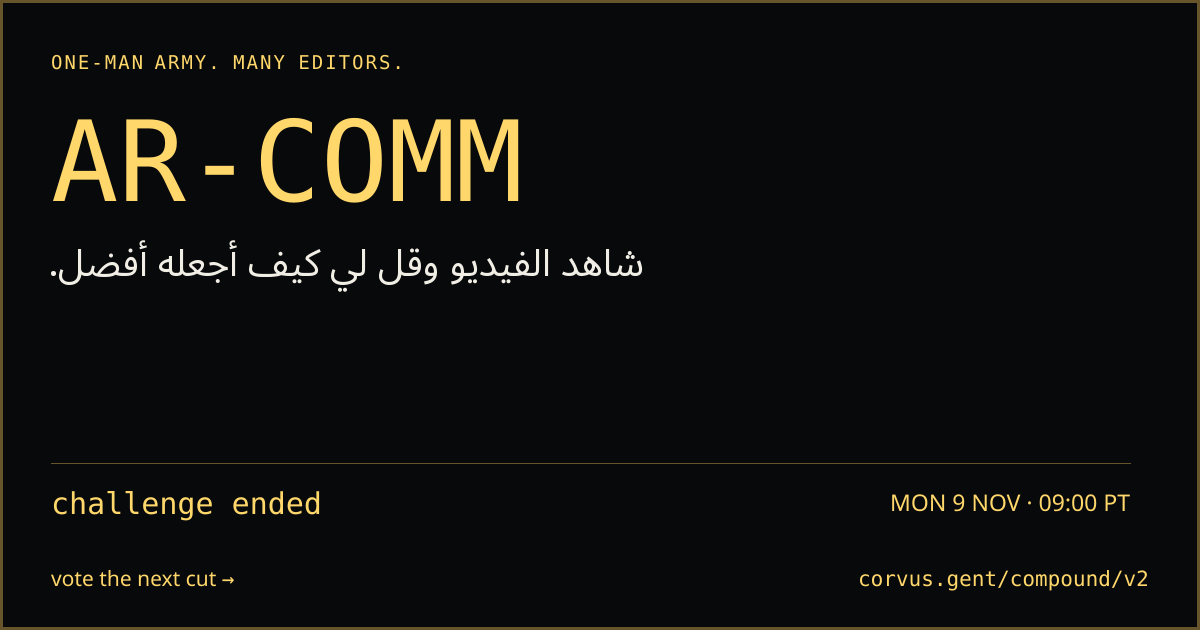 ONE-MAN ARMY. MANY EDITORS.
AR-COMM
شاهد الفيديو وقل لي كيف أجعله أفضل.
challenge ended
MON 9 NOV · 09:00 PT
vote the next cut →
corvus.gent/compound/v2